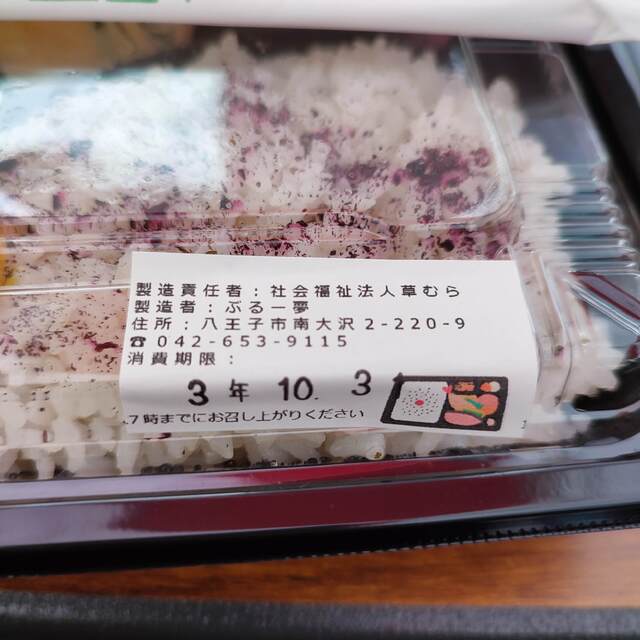 製造責任者：社会福祉法人草むら
製造者：ぶるー夢
住所：八王子市南大沢2-220-9
☎042-653-9115
消費期限：
3年10.3
7時までにお召し上がりください